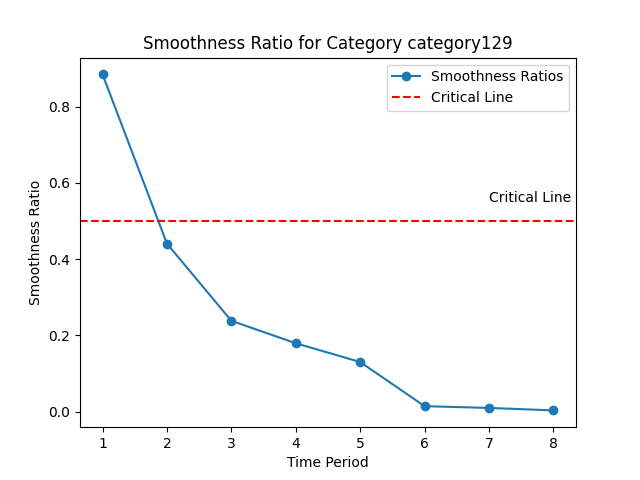 Smoothness Ratio for Category category129
Smoothness Ratios
Critical Line
Critical Line
Smoothness Ratio
0.8
0.6
0.4
0.2
0.0
1 2 3 4 5 6 7 8
Time Period